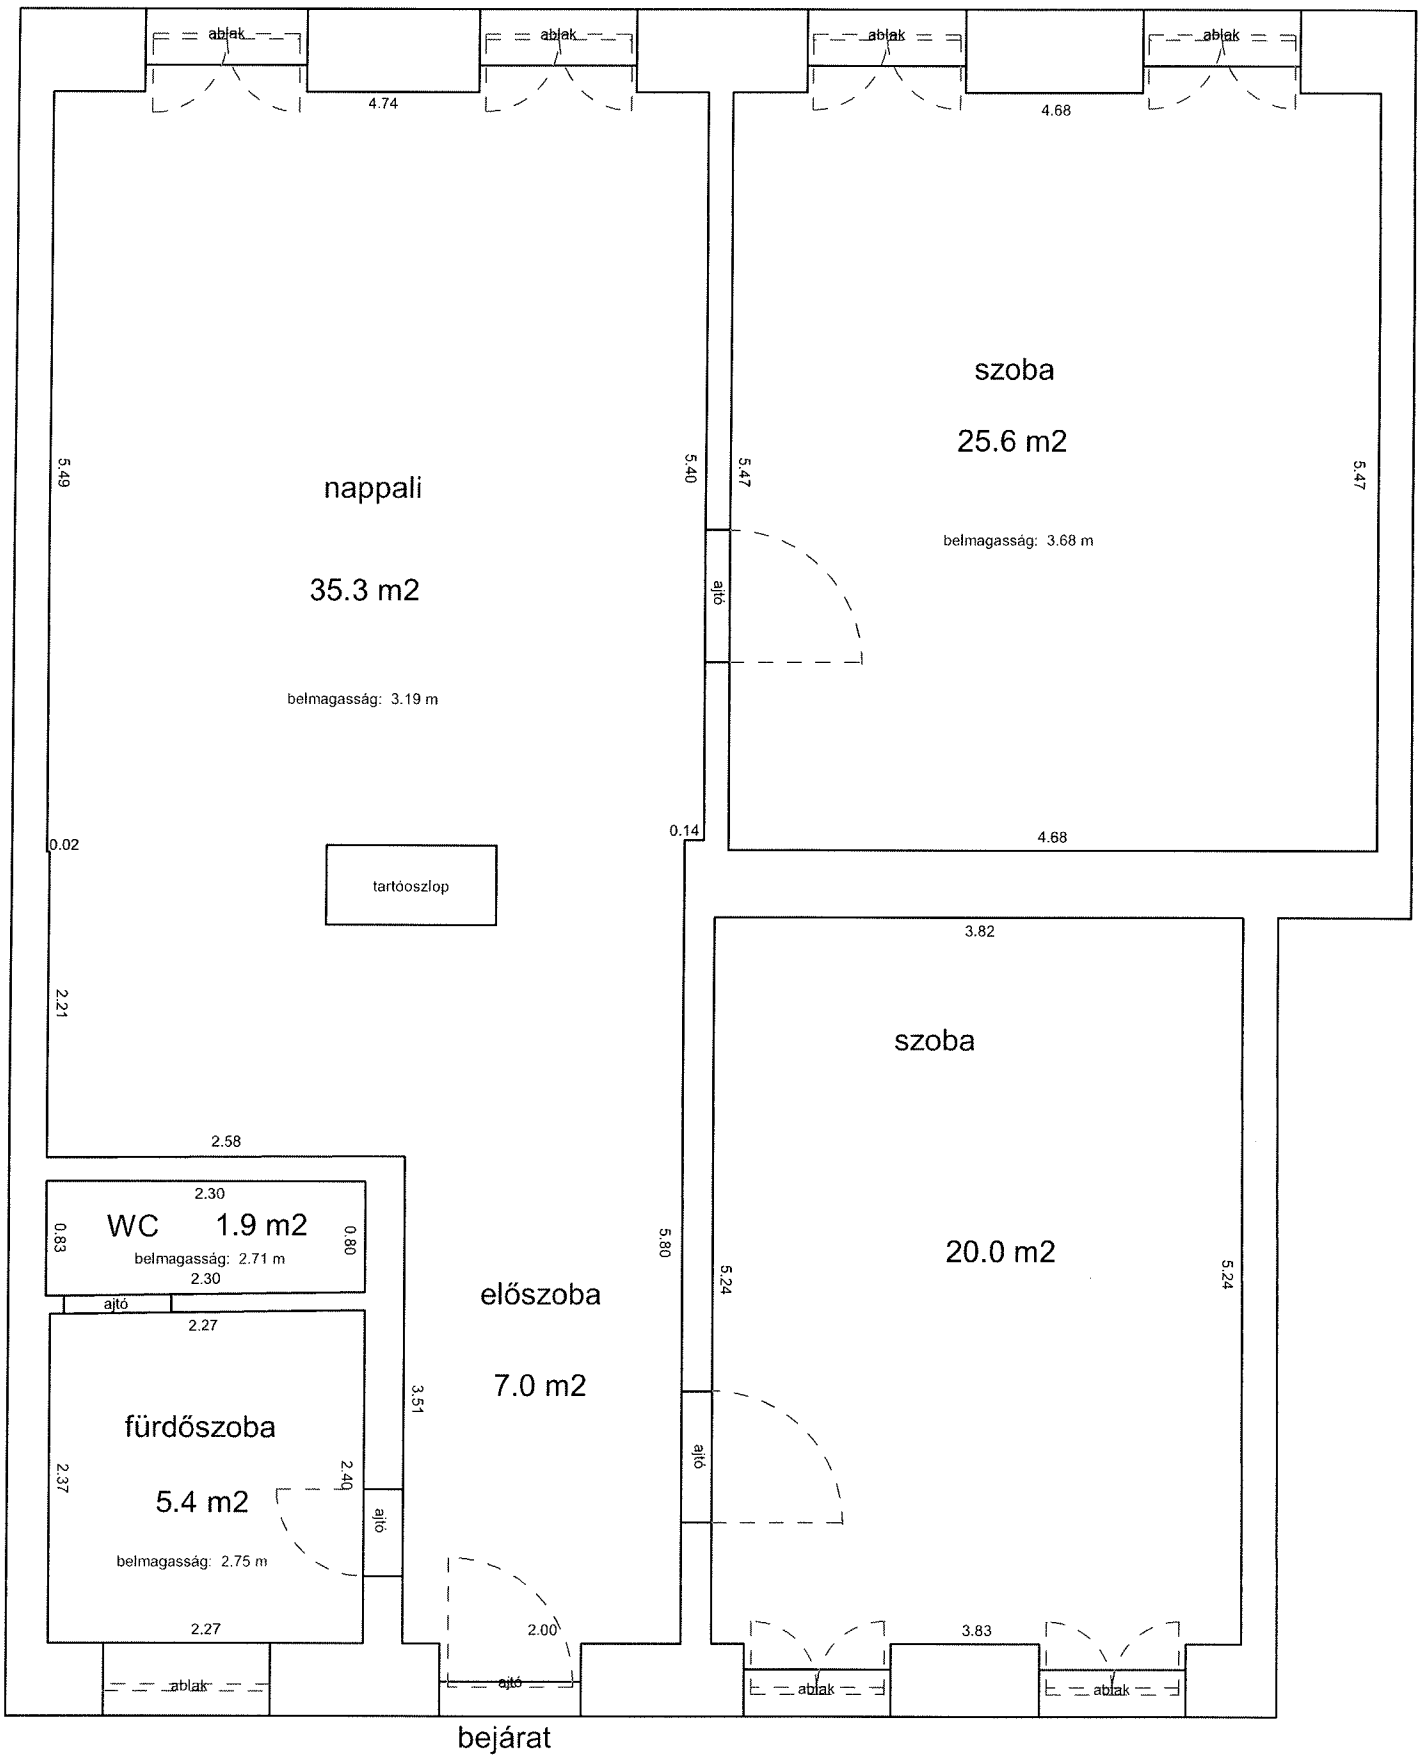 ablak
ablak
ablak
ablak
4.74
4.68
szoba
25.6 m2
belmagasság: 3.68 m
5.49
nappali
5.40
5.47
5.47
35.3 m2
ajtó
belmagasság: 3.19 m
0.02
0.14
4.68
tartóoszlop
3.82
2.21
szoba
2.58
2.30
0.83
WC 1.9 m2
0.80
belmagasság: 2.71 m
2.30
5.80
20.0 m2
5.24
5.24
ajtó
2.27
előszoba
7.0 m2
3.51
fürdőszoba
2.37
2.40
ajtó
5.4 m2
ajtó
belmagasság: 2.75 m
2.27
2.00
3.83
ablak
ajtó
ablak
ablak
bejárat